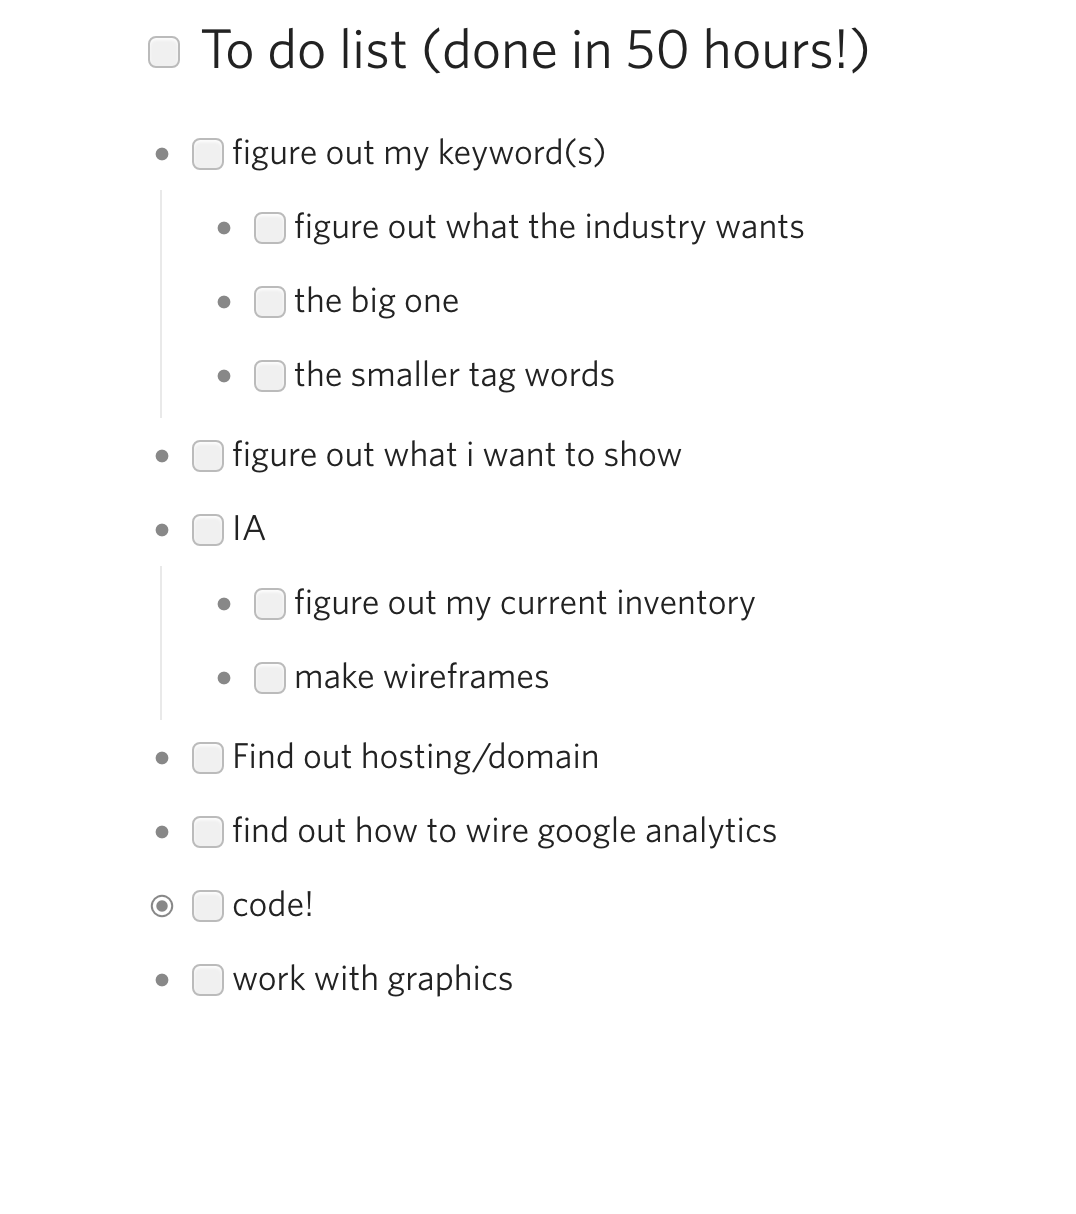 To do list (done in 50 hours!)
figure out my keyword(s)
figure out what the industry wants
the big one
the smaller tag words
figure out what i want to show
IA
figure out my current inventory
make wireframes
Find out hosting/domain
find out how to wire google analytics
code!
work with graphics